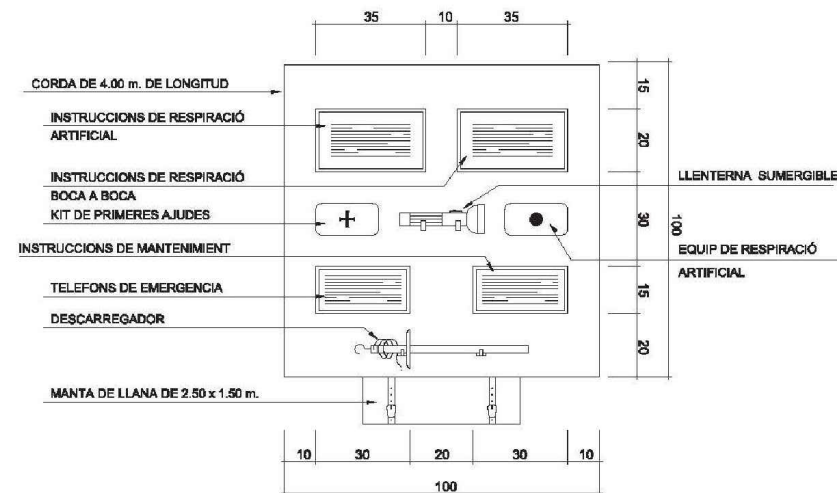 35 10 35
CORDA DE 4.00 m. DE LONGITUD
INSTRUCCIONS DE RESPIRACIÓ
ARTIFICIAL
INSTRUCCIONS DE RESPIRACIÓ
BOCA A BOCA
KIT DE PRIMERES AJUDES
INSTRUCCIONS DE MANTENIMIENT
TELEFONS DE EMERGENCIA
DESCARREGADOR
MANTA DE LLANA DE 2.50 x 1.50 m.
15
20
30
15
20
100
LLENTERNA SUMERGIBLE
EQUIP DE RESPIRACIÓ
ARTIFICIAL
10 30 20 30 10
100